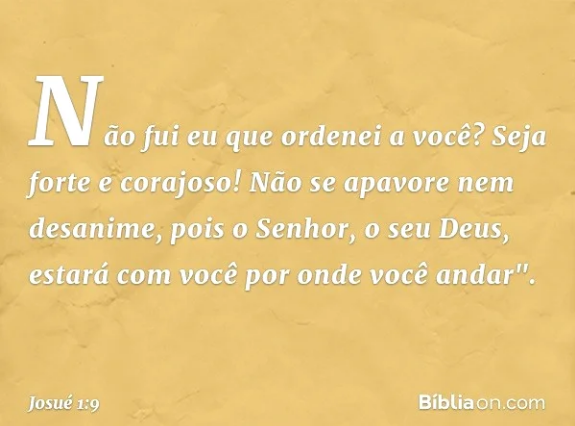 Não fui eu que ordenei a você? Seja
forte e corajoso! Não se apavore nem
desanime, pois o Senhor, o seu Deus,
estará com você por onde você andar".
Josué 1:9
Bíbliaon.com